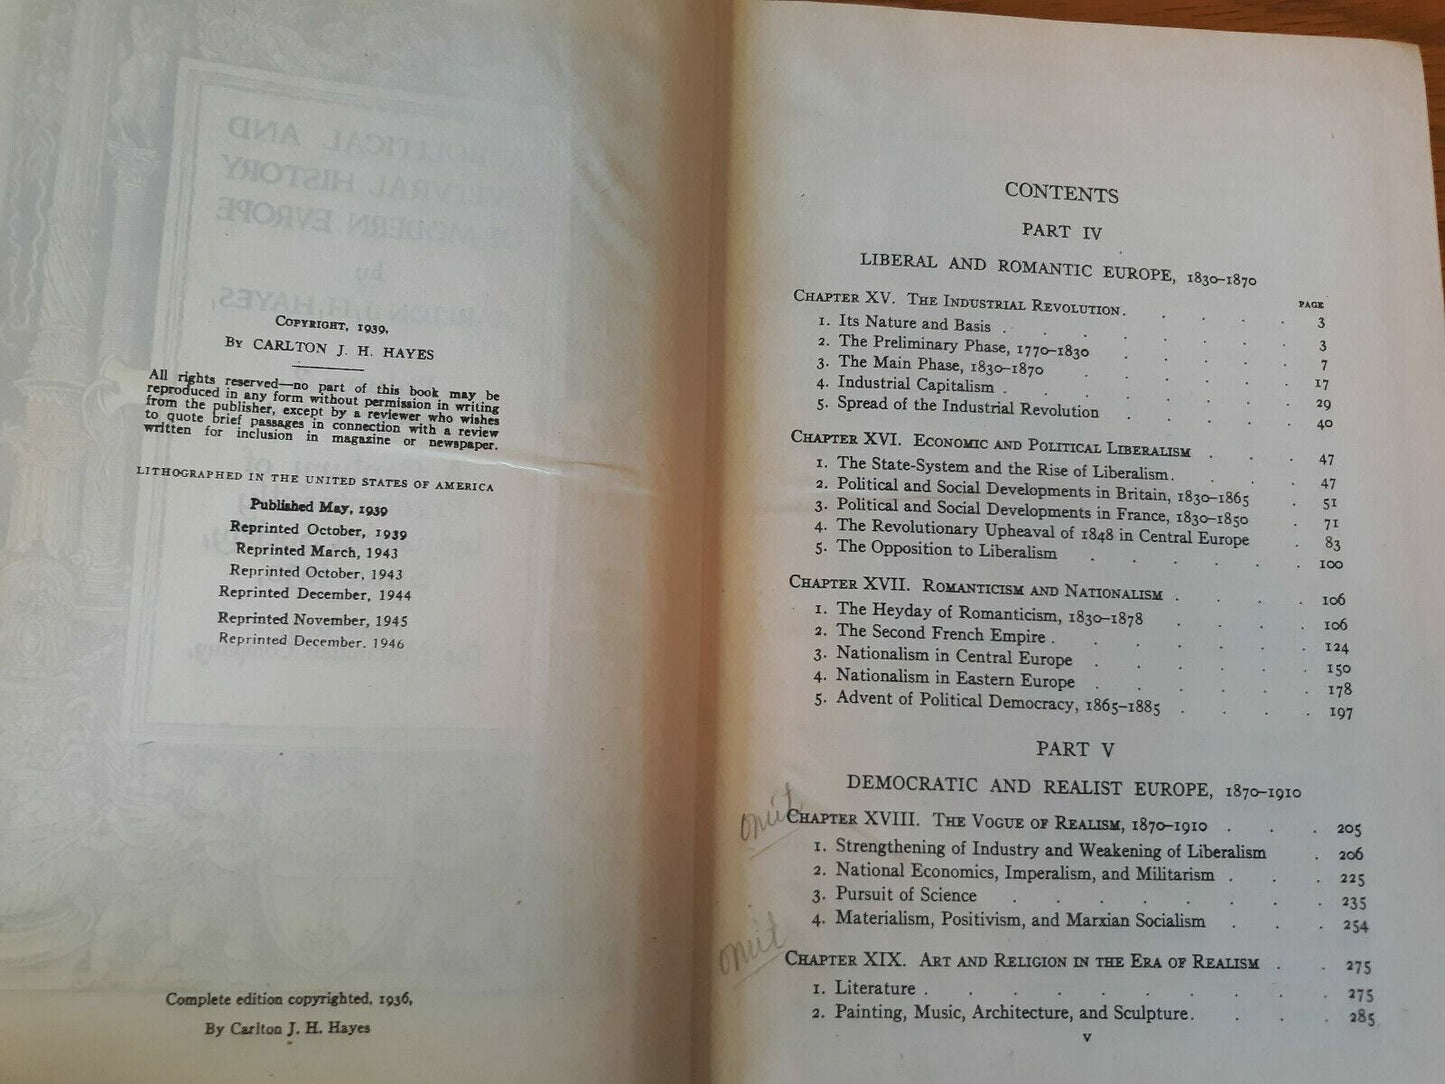 COPYRIGHT, 1939,
BY CARLTON J. H. HAYES
All rights reserved—no part of this book may be
reproduced in any form without permission in writing
from the publisher, except by a reviewer who wishes
to quote brief passages in connection with a review
written for inclusion in magazine or newspaper.
LITHOGRAPHED IN THE UNITED STATES OF AMERICA
Published May, 1939
Reprinted October, 1939
Reprinted March, 1943
Reprinted October, 1943
Reprinted December, 1944
Reprinted November, 1945
Reprinted December. 1946
Complete edition copyrighted, 1936,
By Carlton J. H. Hayes
CONTENTS
PART IV
LIBERAL AND ROMANTIC EUROPE, 1830–1870
PAGE
CHAPTER XV. THE INDUSTRIAL REVOLUTION . . . . . 3
1. Its Nature and Basis . . . . . . . . 3
2. The Preliminary Phase, 1770–1830 . . . . . 7
3. The Main Phase, 1830–1870 . . . . . . 17
4. Industrial Capitalism . . . . . . . . 29
5. Spread of the Industrial Revolution . . . . . 40
CHAPTER XVI. ECONOMIC AND POLITICAL LIBERALISM . . . 47
1. The State-System and the Rise of Liberalism . . . . 47
2. Political and Social Developments in Britain, 1830–1865 . 51
3. Political and Social Developments in France, 1830–1850 . 71
4. The Revolutionary Upheaval of 1848 in Central Europe . 83
5. The Opposition to Liberalism . . . . . . 100
CHAPTER XVII. ROMANTICISM AND NATIONALISM . . . . 106
1. The Heyday of Romanticism, 1830–1878 . . . . 106
2. The Second French Empire . . . . . . . 124
3. Nationalism in Central Europe . . . . . . 150
4. Nationalism in Eastern Europe . . . . . . 178
5. Advent of Political Democracy, 1865–1885 . . . . 197
PART V
DEMOCRATIC AND REALIST EUROPE, 1870–1910
omit
CHAPTER XVIII. THE VOGUE OF REALISM, 1870–1910 . . . 205
1. Strengthening of Industry and Weakening of Liberalism . 206
2. National Economics, Imperalism, and Militarism . . . 225
3. Pursuit of Science . . . . . . . . 235
4. Materialism, Positivism, and Marxian Socialism . . . 254
omit
CHAPTER XIX. ART AND RELIGION IN THE ERA OF REALISM . . 275
1. Literature . . . . . . . . . . 275
2. Painting, Music, Architecture, and Sculpture . . . . 285
v